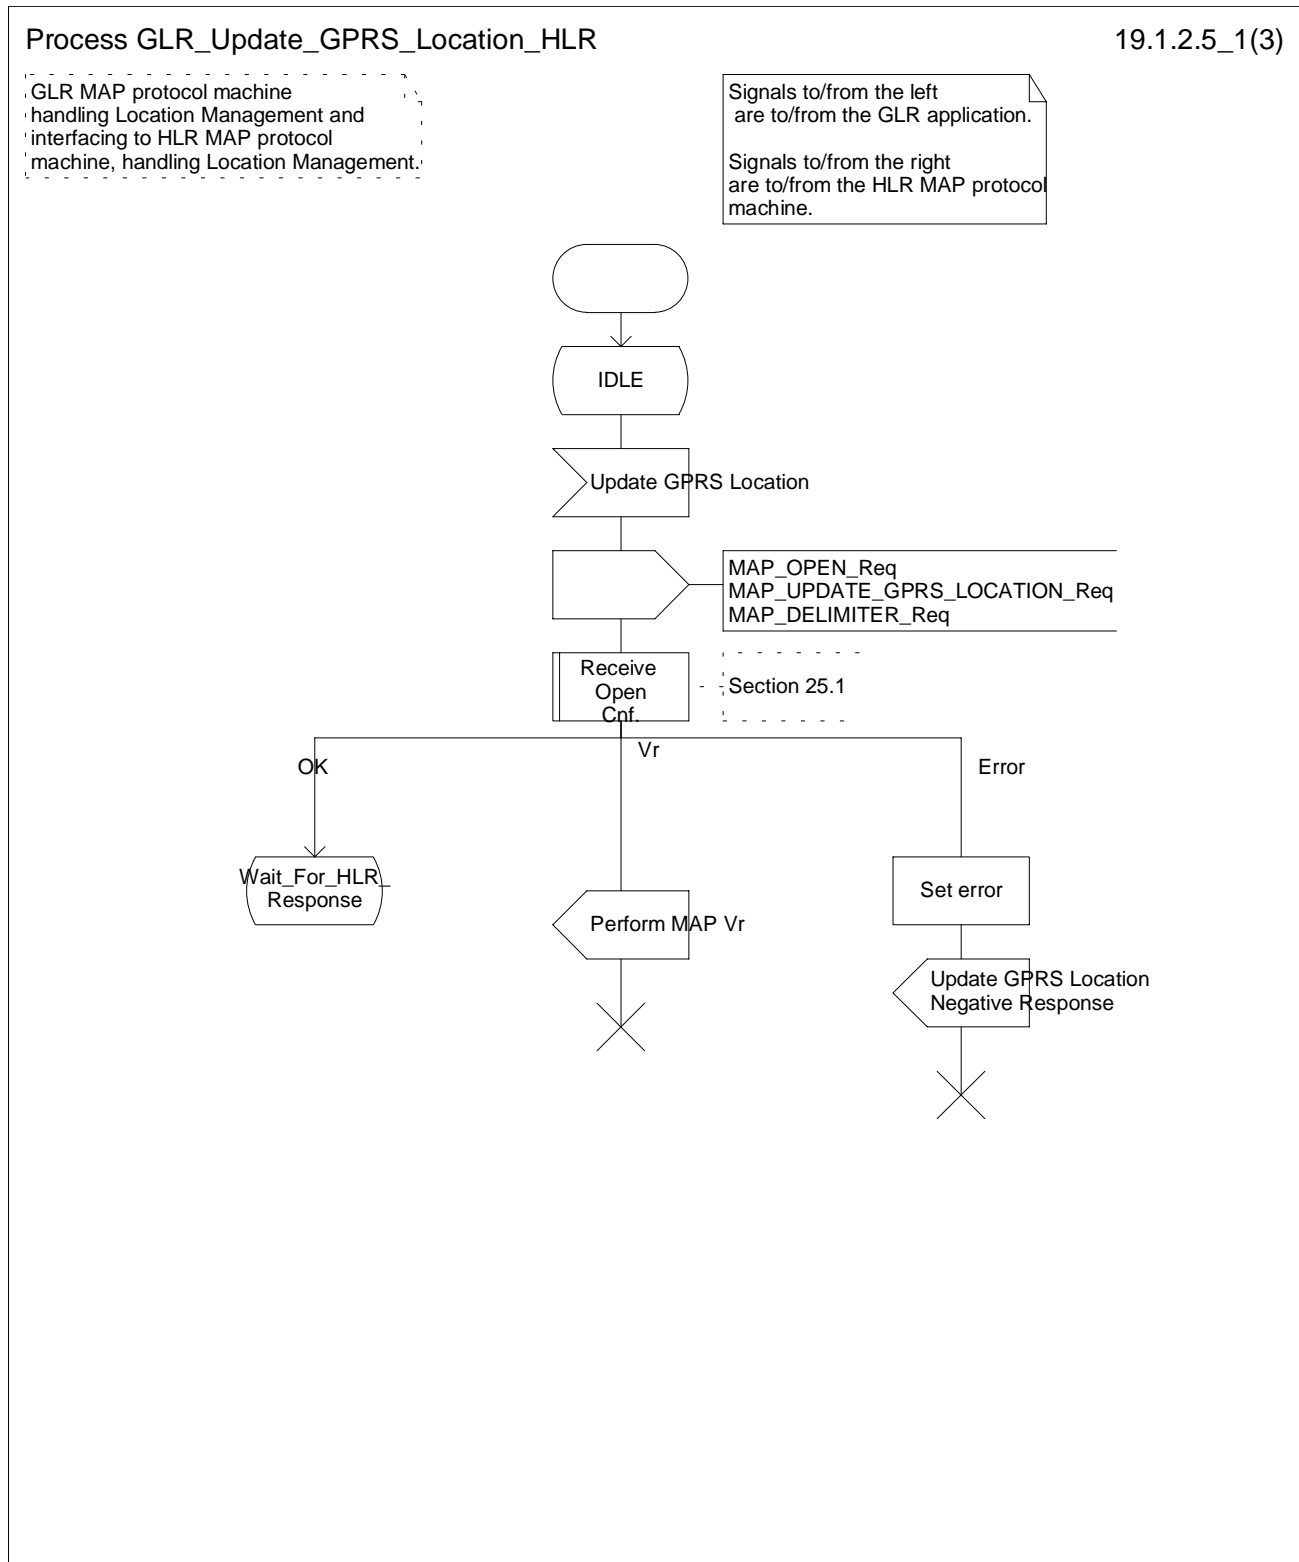 Process GLR_Update_GPRS_Location_HLR
19.1.2.5_1(3)
GLR MAP protocol machine
handling Location Management and
interfacing to HLR MAP protocol
machine, handling Location Management.
Signals to/from the left
are to/from the GLR application.
Signals to/from the right
are to/from the HLR MAP protocol
machine.
IDLE
Update GPRS Location
MAP_OPEN_Req
MAP_UPDATE_GPRS_LOCATION_Req
MAP_DELIMITER_Req
Receive
Open
Cnf.
Section 25.1
OK
Vr
Error
Wait_For_HLR_
Response
Perform MAP Vr
Set error
Update GPRS Location
Negative Response